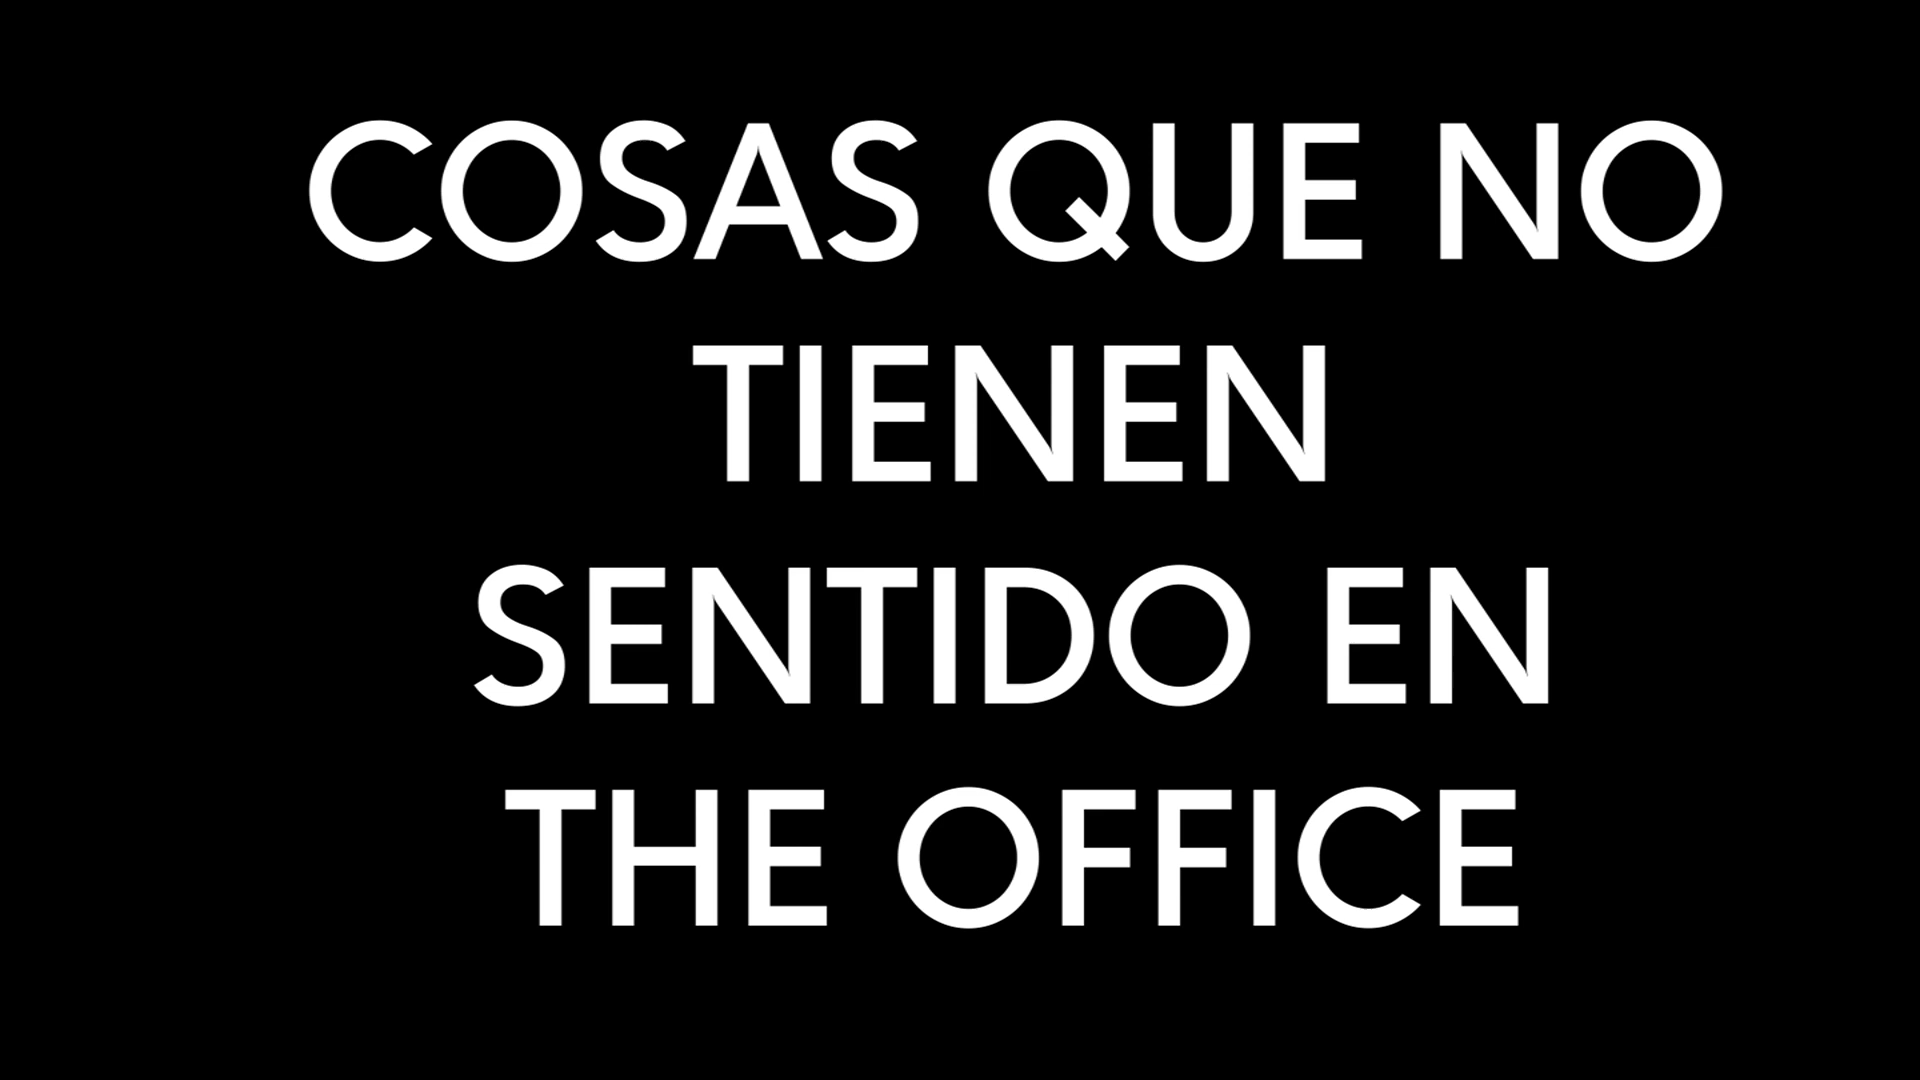 COSAS QUE NO
TIENEN
SENTIDO EN
THE OFFICE